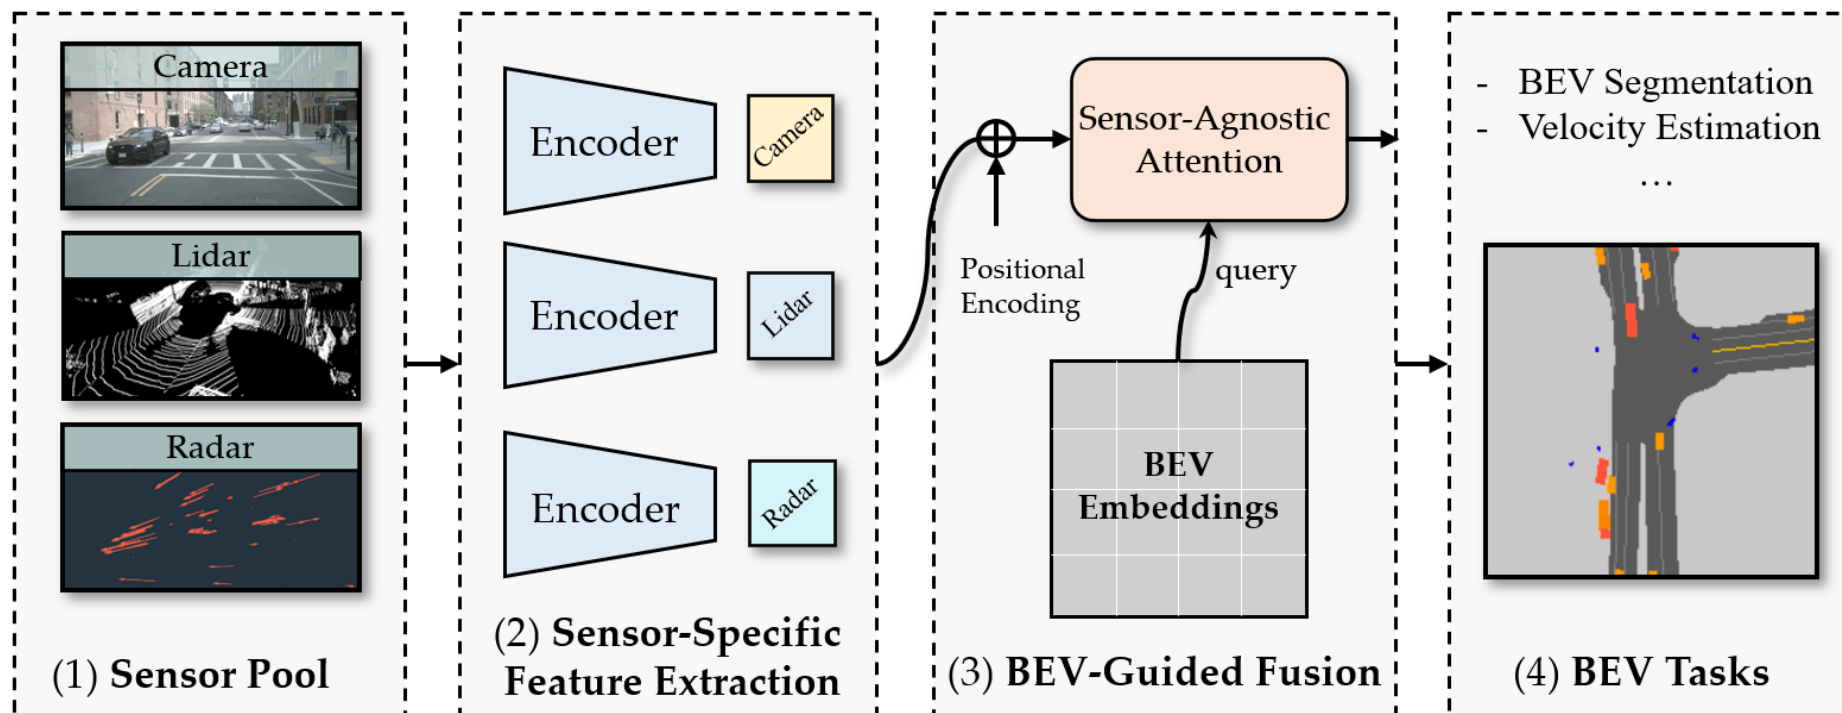 Camera
Lidar
Radar
(1) Sensor Pool
Encoder
Camera
Encoder
Lidar
Encoder
Radar
(2) Sensor-Specific
Feature Extraction
Sensor-Agnostic
Attention
Positional
Encoding
query
BEV
Embeddings
(3) BEV-Guided Fusion
- BEV Segmentation
- Velocity Estimation
...
(4) BEV Tasks